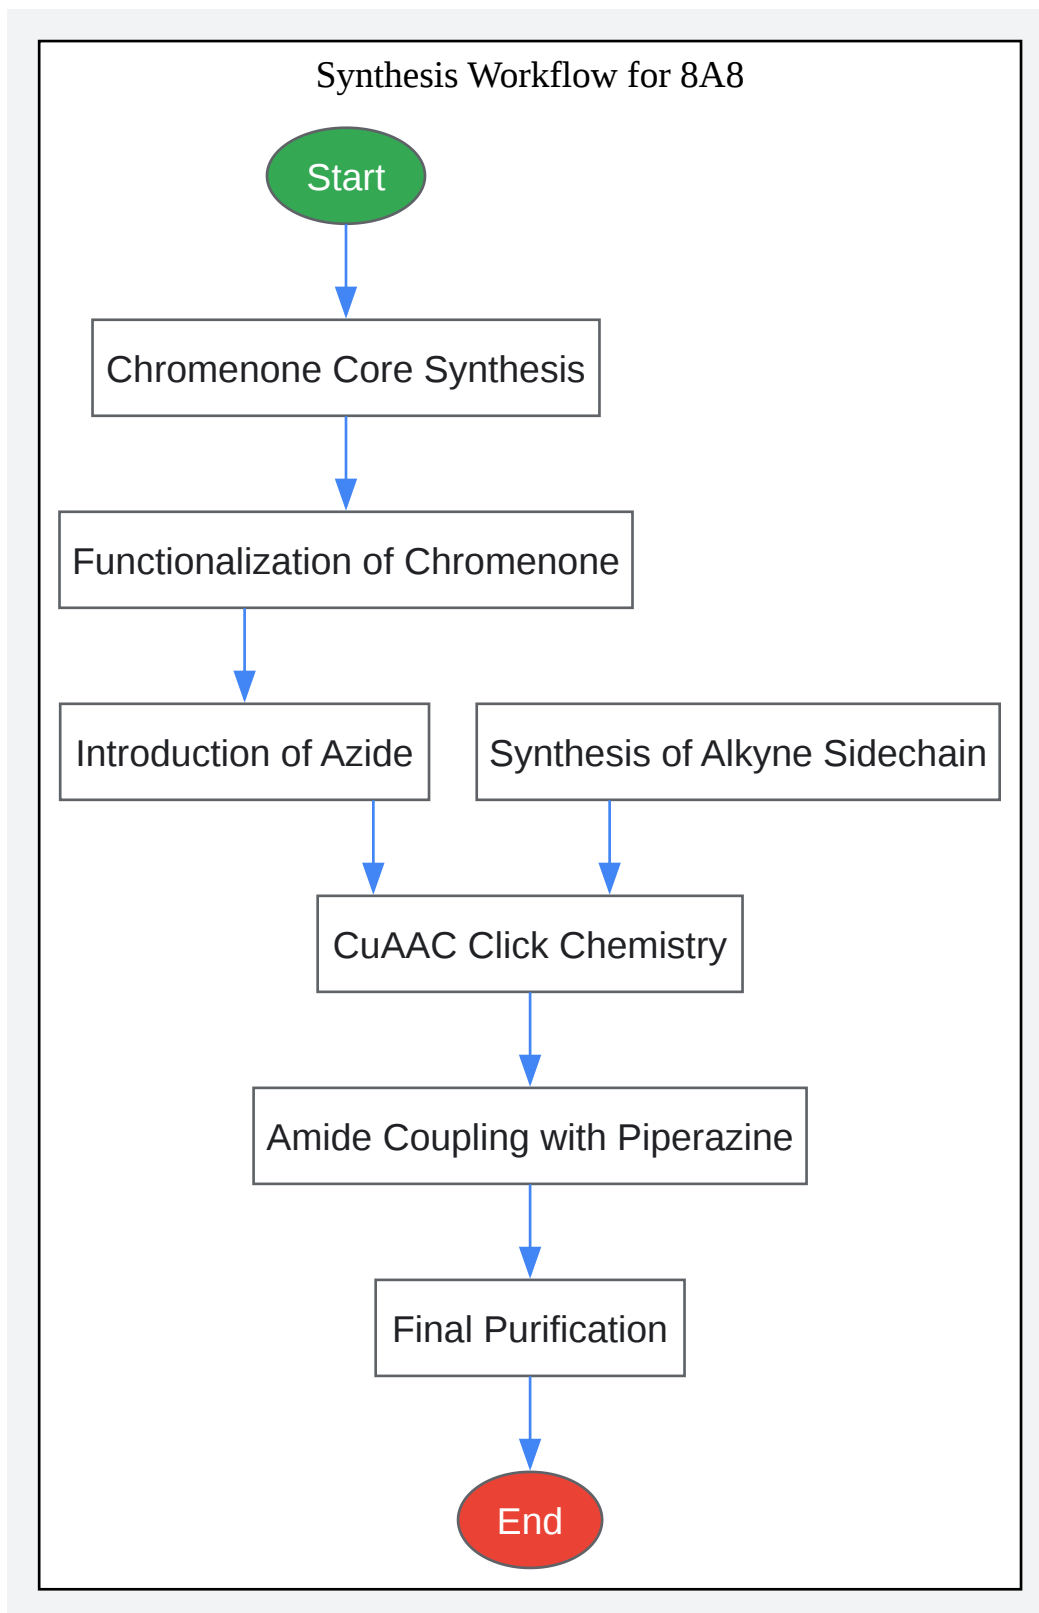 Synthesis Workflow for 8A8
Start
Chromenone Core Synthesis
Functionalization of Chromenone
Introduction of Azide
Synthesis of Alkyne Sidechain
CuAAC Click Chemistry
Amide Coupling with Piperazine
Final Purification
End